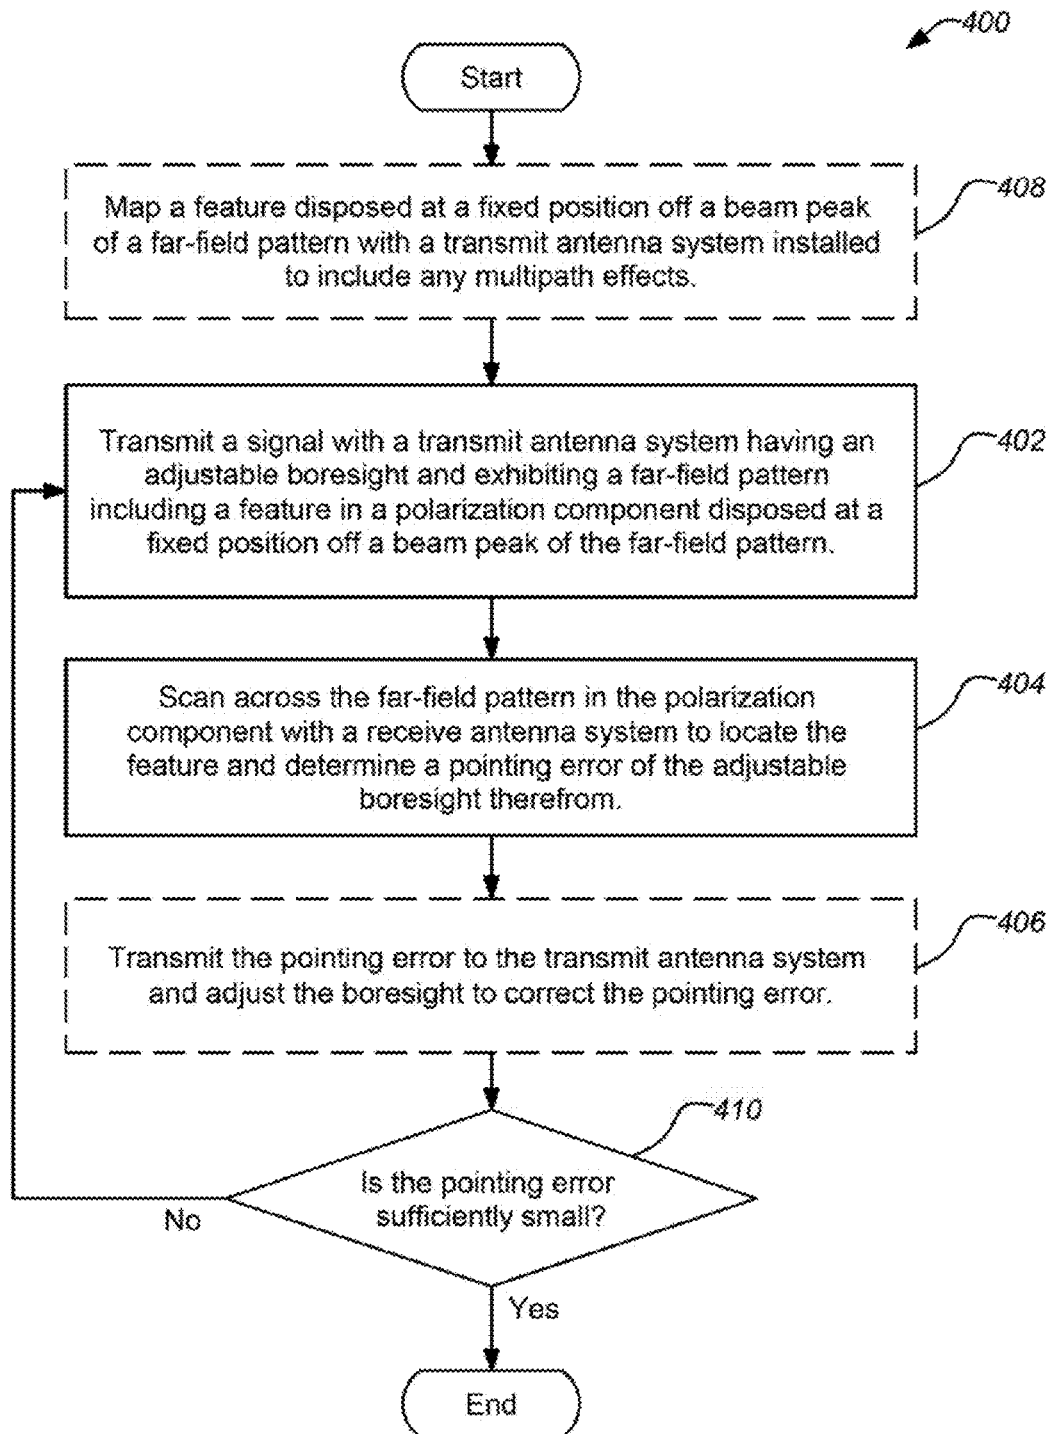 400
Start
408
Map a feature disposed at a fixed position off a beam peak
of a far-field pattern with a transmit antenna system installed
to include any multipath effects.
402
Transmit a signal with a transmit antenna system having an
adjustable boresight and exhibiting a far-field pattern
including a feature in a polarization component disposed at a
fixed position off a beam peak of the far-field pattern.
404
Scan across the far-field pattern in the polarization
component with a receive antenna system to locate the
feature and determine a pointing error of the adjustable
boresight therefrom.
406
Transmit the pointing error to the transmit antenna system
and adjust the boresight to correct the pointing error.
410
Is the pointing error
sufficiently small?
No
Yes
End